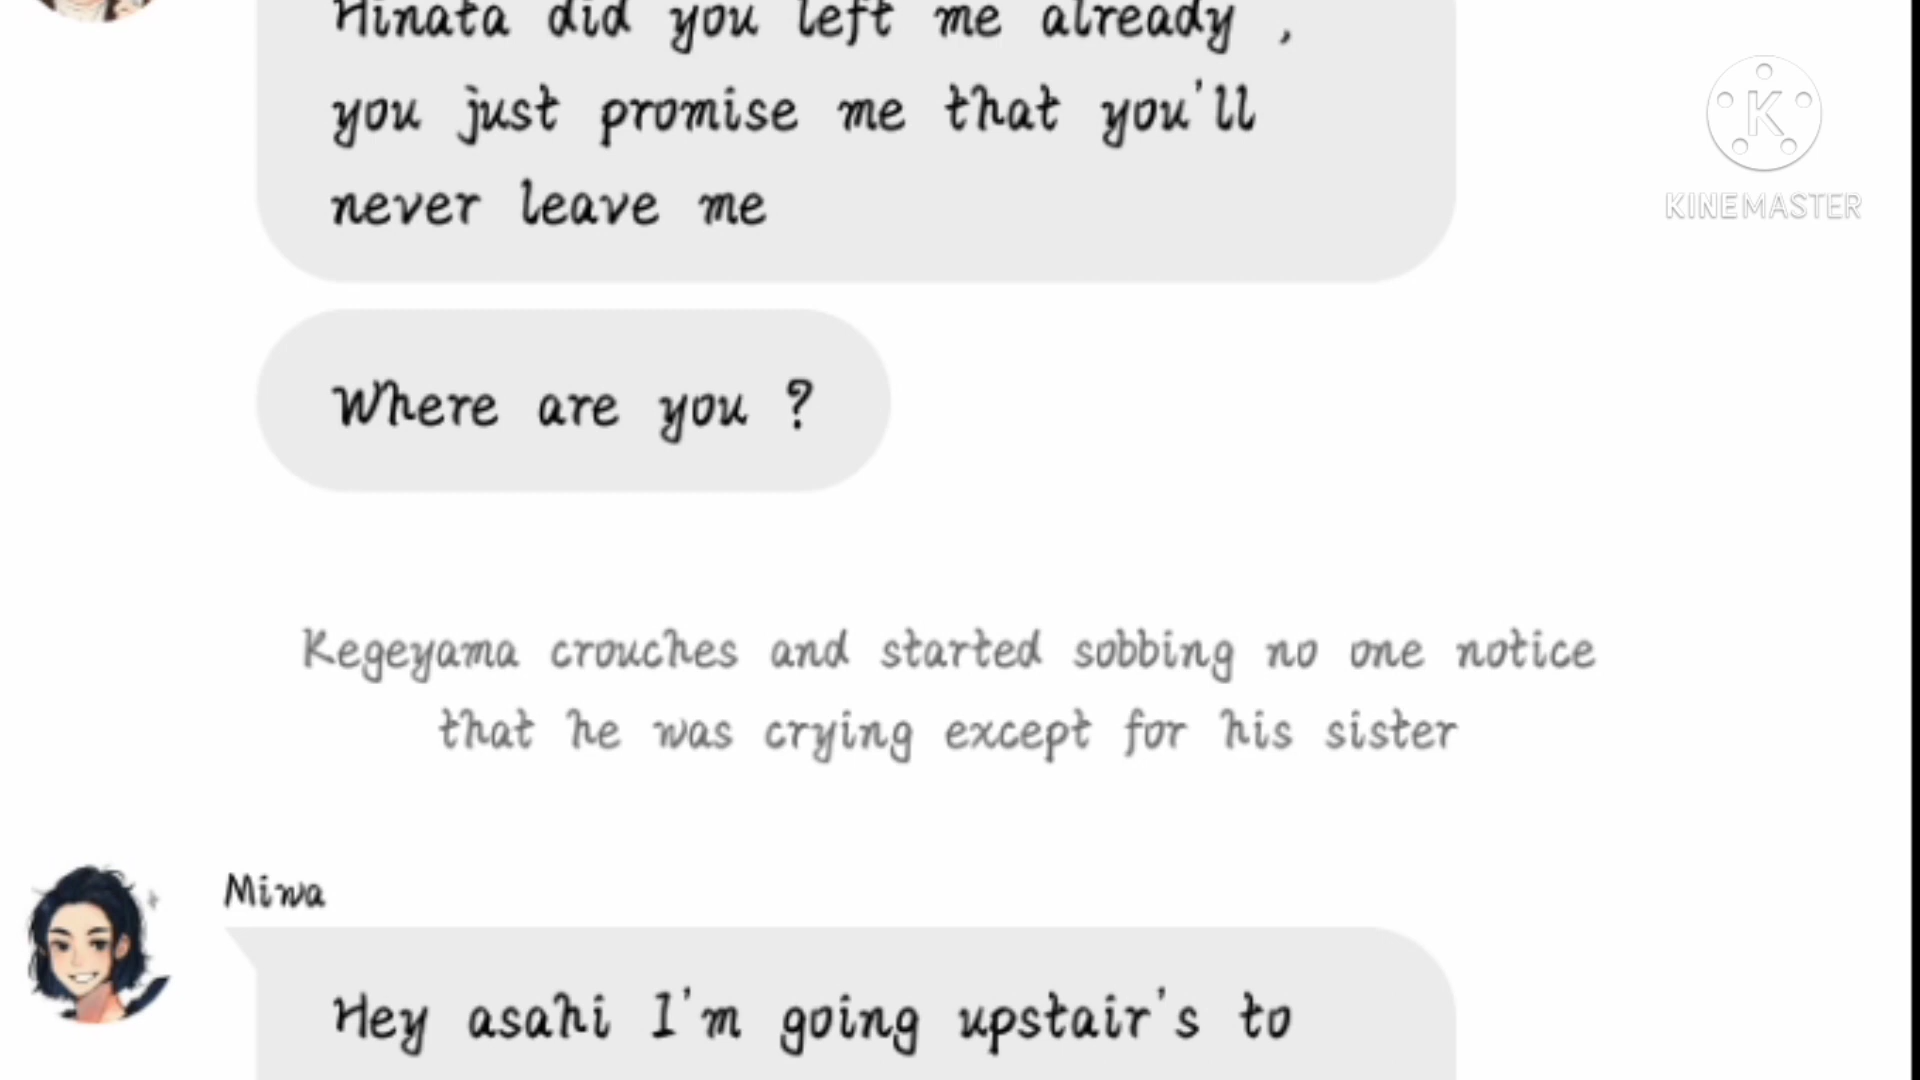 Hinata did you left me already ,
you just promise me that you'll
never leave me
K
KINEMASTER
Where are you ?
Kegeyama crouches and started sobbing no one notice
that he was crying except for his sister
Miwa
Hey asahi I'm going upstair's to